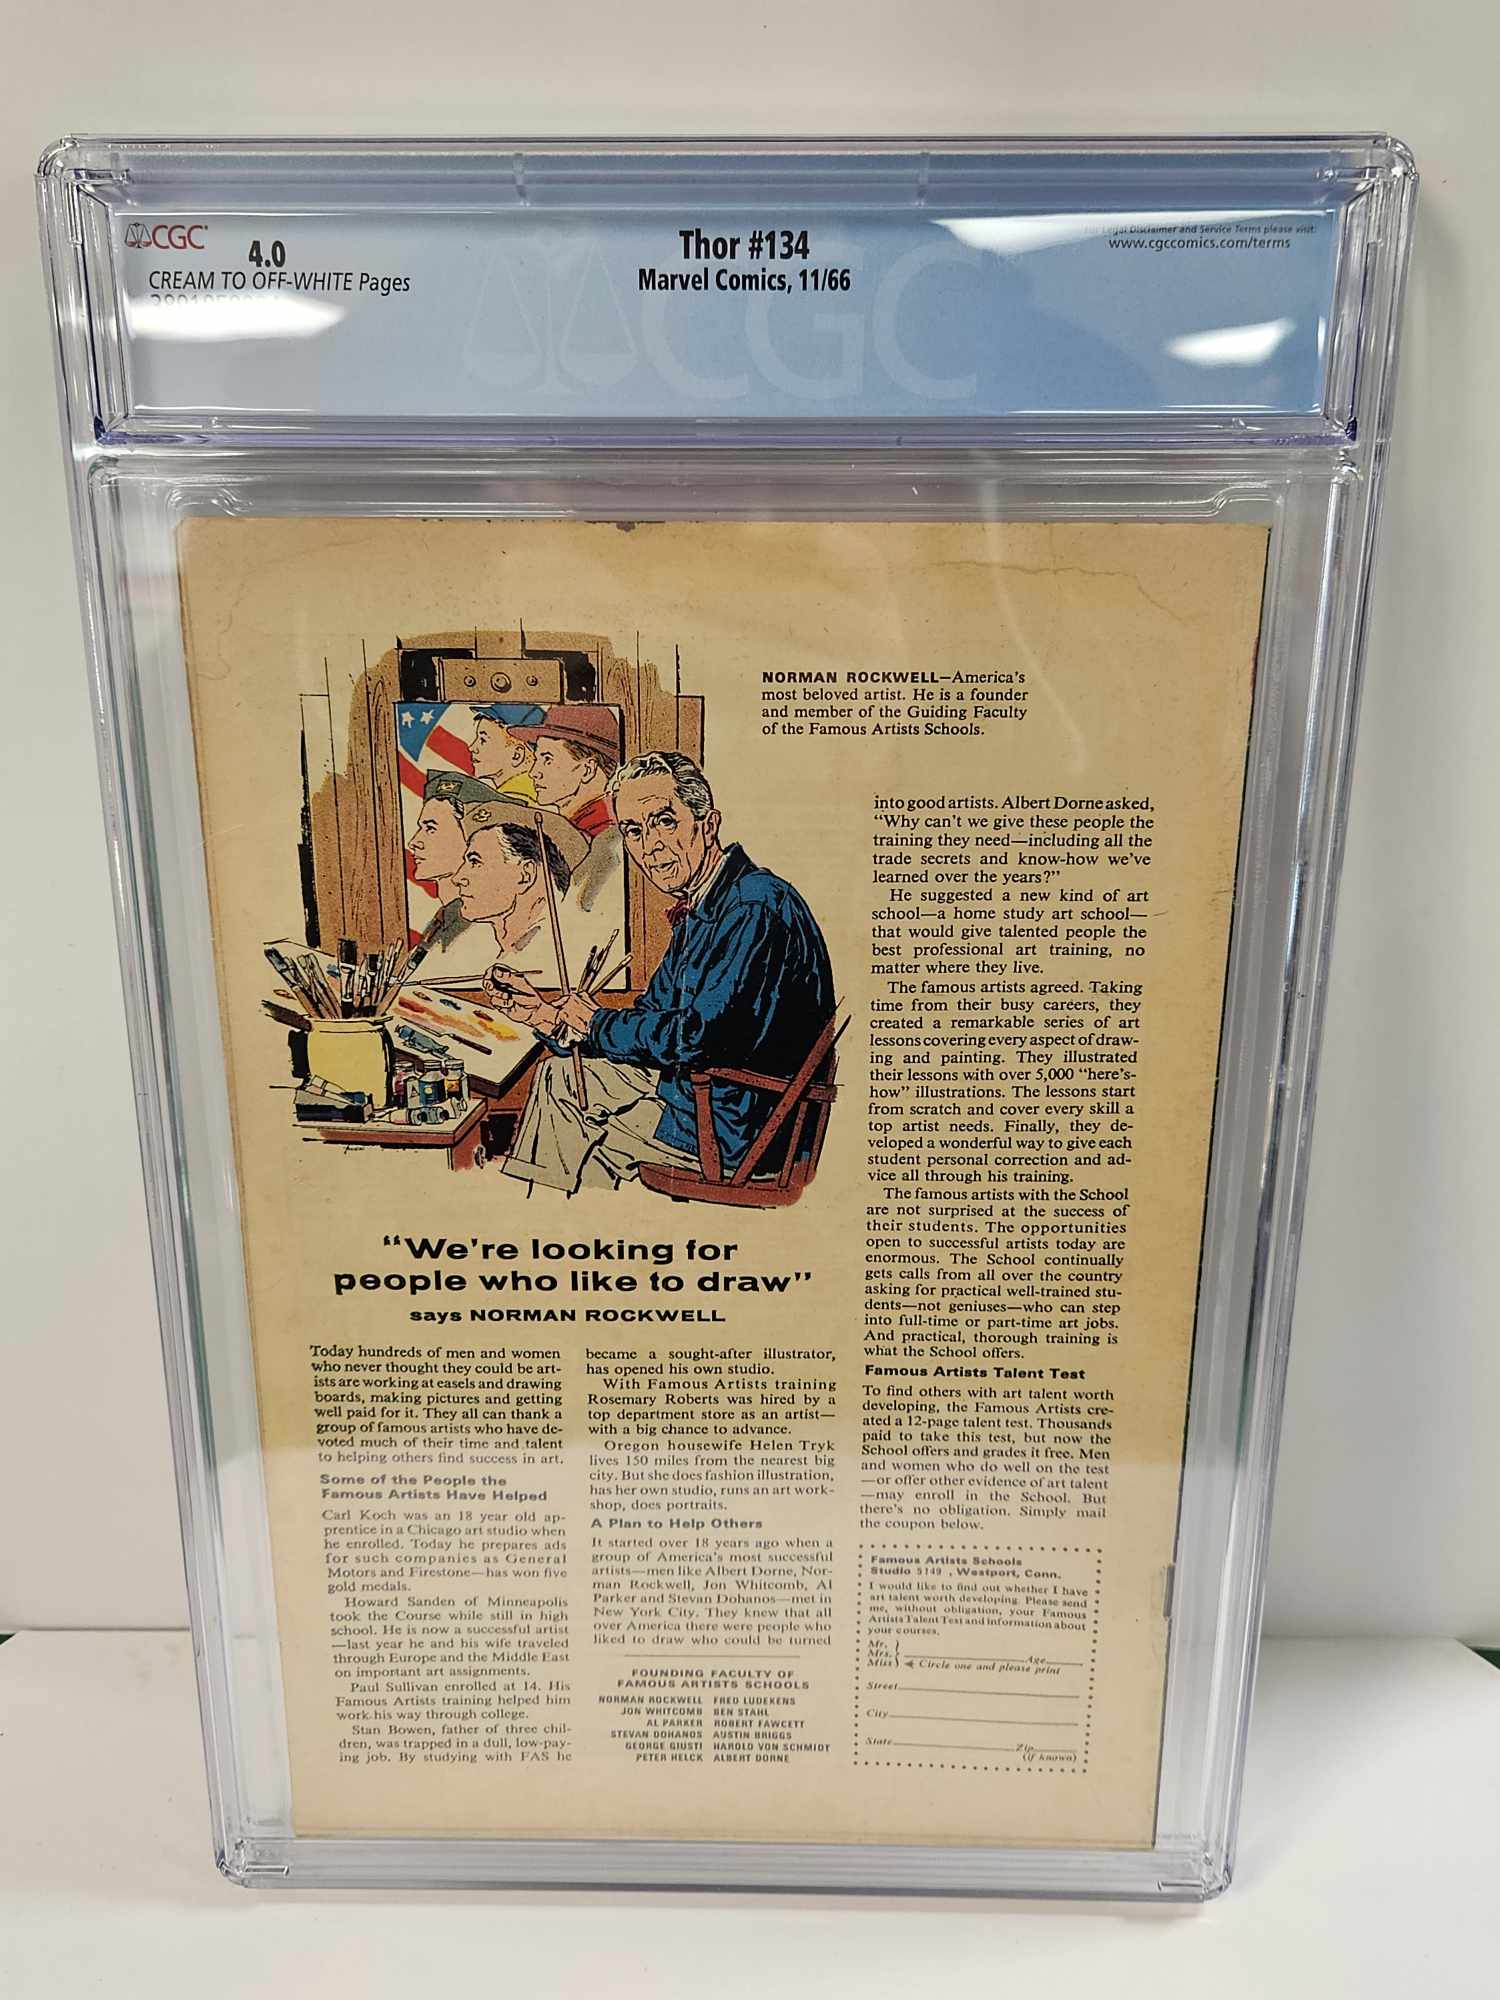 CGC
4.0
CREAM TO OFF-WHITE Pages
Thor #134
Marvel Comics, 11/66
For Legal Disclaimer and Service Terms please visit:
www.cgccomics.com/terms
CGC
NORMAN ROCKWELL—America's
most beloved artist. He is a founder
and member of the Guiding Faculty
of the Famous Artists Schools.
"We're looking for
people who like to draw"
says NORMAN ROCKWELL
Today hundreds of men and women
who never thought they could be art-
ists are working at easels and drawing
boards, making pictures and getting
well paid for it. They all can thank a
group of famous artists who have de-
voted much of their time and talent
to helping others find success in art.
Some of the People the
Famous Artists Have Helped
Carl Koch was an 18 year old ap-
prentice in a Chicago art studio when
he enrolled. Today he prepares ads
for such companies as General
Motors and Firestone—has won five
gold medals.
Howard Sanden of Minneapolis
took the Course while still in high
school. He is now a successful artist
—last year he and his wife traveled
through Europe and the Middle East
on important art assignments.
Paul Sullivan enrolled at 14. His
Famous Artists training helped him
work his way through college.
Stan Bowen, father of three chil-
dren, was trapped in a dull, low-pay-
ing job. By studying with FAS he
became a sought-after illustrator,
has opened his own studio.
With Famous Artists training
Rosemary Roberts was hired by a
top department store as an artist—
with a big chance to advance.
Oregon housewife Helen Tryk
lives 150 miles from the nearest big
city. But she does fashion illustration,
has her own studio, runs an art work-
shop, does portraits.
A Plan to Help Others
It started over 18 years ago when a
group of America's most successful
artists—men like Albert Dorne, Nor-
man Rockwell, Jon Whitcomb, Al
Parker and Stevan Dohanos—met in
New York City. They knew that all
over America there were people who
liked to draw who could be turned
FOUNDING FACULTY OF
FAMOUS ARTISTS SCHOOLS
NORMAN ROCKWELL FRED LUDEKENS
JON WHITCOMB BEN STAHL
AL PARKER ROBERT FAWCETT
STEVAN DOHANOS AUSTIN BRIGGS
GEORGE GIUSTI HAROLD VON SCHMIDT
PETER HELCK ALBERT DORNE
into good artists. Albert Dorne asked,
"Why can't we give these people the
training they need—including all the
trade secrets and know-how we've
learned over the years?"
He suggested a new kind of art
school—a home study art school—
that would give talented people the
best professional art training, no
matter where they live.
The famous artists agreed. Taking
time from their busy careers, they
created a remarkable series of art
lessons covering every aspect of draw-
ing and painting. They illustrated
their lessons with over 5,000 "here's-
how" illustrations. The lessons start
from scratch and cover every skill a
top artist needs. Finally, they de-
veloped a wonderful way to give each
student personal correction and ad-
vice all through his training.
The famous artists with the School
are not surprised at the success of
their students. The opportunities
open to successful artists today are
enormous. The School continually
gets calls from all over the country
asking for practical well-trained stu-
dents—not geniuses—who can step
into full-time or part-time art jobs.
And practical, thorough training is
what the School offers.
Famous Artists Talent Test
To find others with art talent worth
developing, the Famous Artists cre-
ated a 12-page talent test. Thousands
paid to take this test, but now the
School offers and grades it free. Men
and women who do well on the test
—or offer other evidence of art talent
—may enroll in the School. But
there's no obligation. Simply mail
the coupon below.
Famous Artists Schools
Studio 5149 , Westport, Conn.
I would like to find out whether I have
art talent worth developing. Please send
me, without obligation, your Famous
Artists Talent Test and information about
your courses.
Mr.
Mrs. Age
Miss Circle one and please print
Street
City
State Zip
(if known)